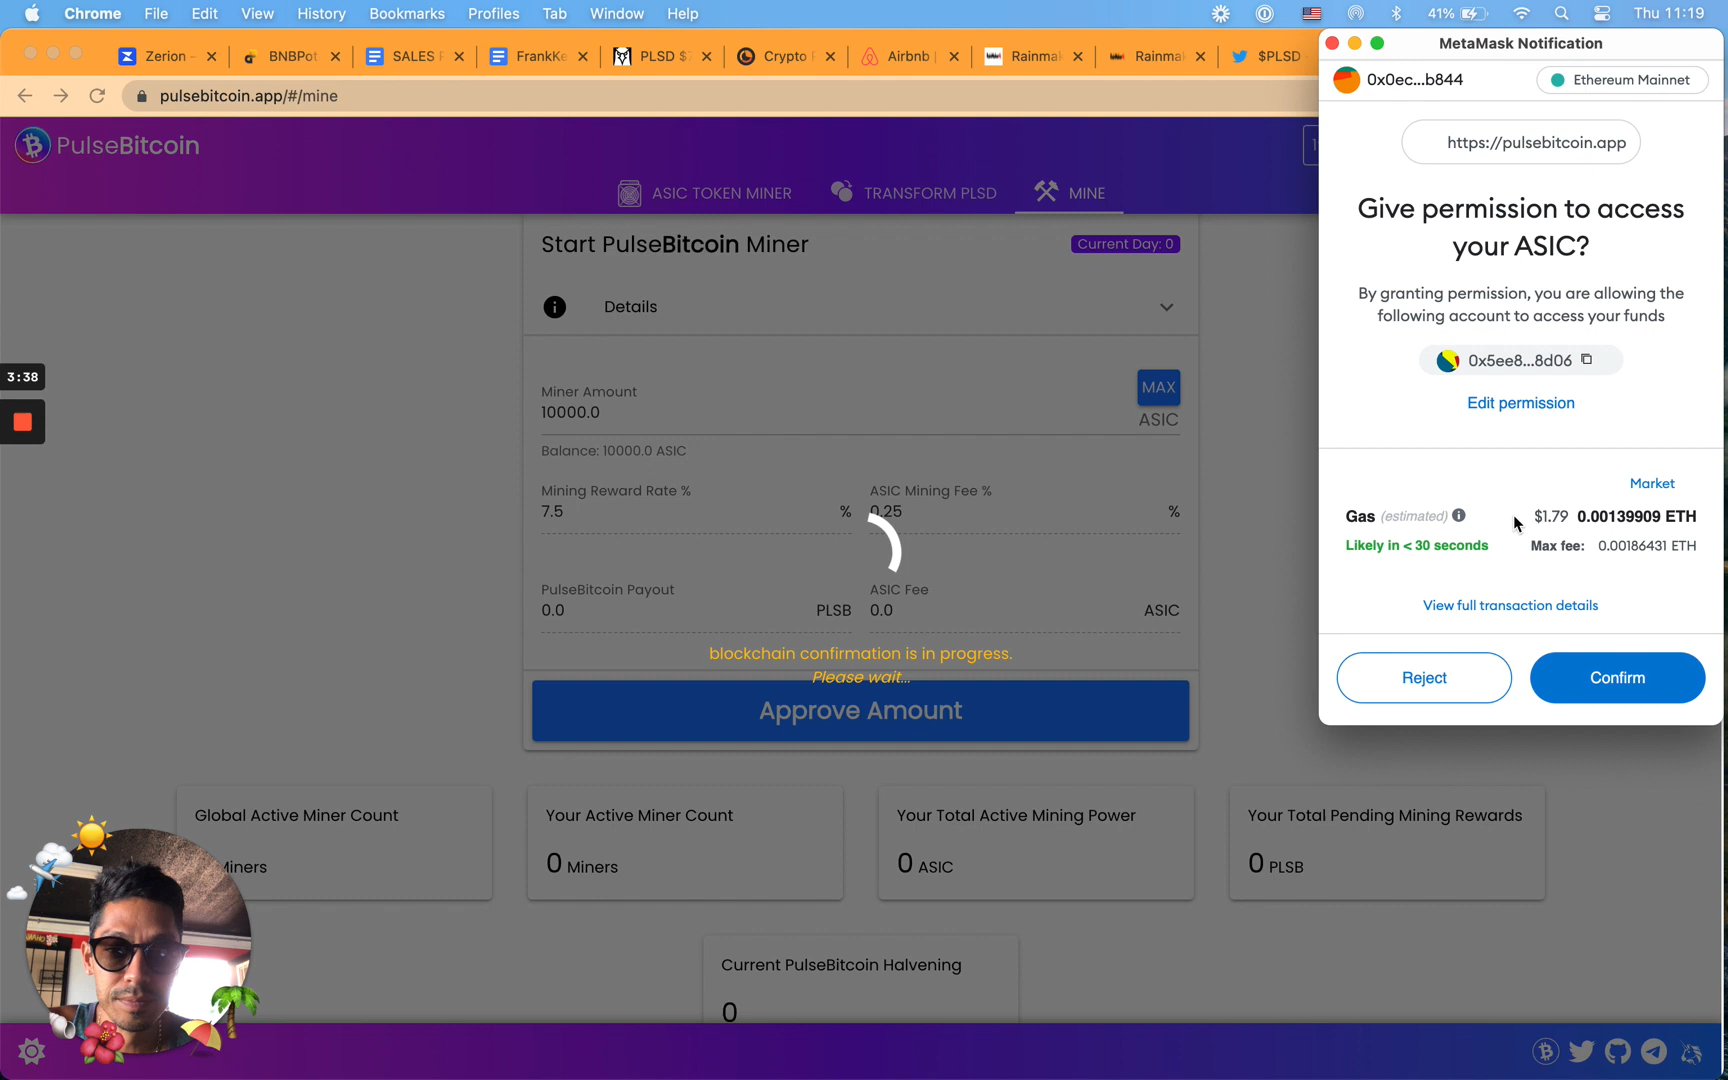 Chrome File Edit View History Bookmarks Profiles Tab Window Help
41%
Thu 11:19
Zerion -
BNBPot
SALES F
FrankKe
PLSD $
Crypto
Airbnb |
Rainma
Rainma
$PLSD
pulsebitcoin.app/#/mine
PulseBitcoin
ASIC TOKEN MINER
TRANSFORM PLSD
MINE
Start PulseBitcoin Miner
Current Day: 0
Details
3:38
Miner Amount
10000.0
MAX
ASIC
Balance: 10000.0 ASIC
Mining Reward Rate %
7.5 %
ASIC Mining Fee %
0.25 %
PulseBitcoin Payout
0.0 PLSB
ASIC Fee
0.0 ASIC
blockchain confirmation is in progress.
Please wait...
Approve Amount
Global Active Miner Count
Miners
Your Active Miner Count
0 Miners
Your Total Active Mining Power
0 ASIC
Your Total Pending Mining Rewards
0 PLSB
Current PulseBitcoin Halvening
0
MetaMask Notification
0x0ec...b844
Ethereum Mainnet
https://pulsebitcoin.app
Give permission to access
your ASIC?
By granting permission, you are allowing the
following account to access your funds
0x5ee8...8d06
Edit permission
Market
Gas (estimated) $1.79 0.00139909 ETH
Likely in < 30 seconds Max fee: 0.00186431 ETH
View full transaction details
Reject
Confirm